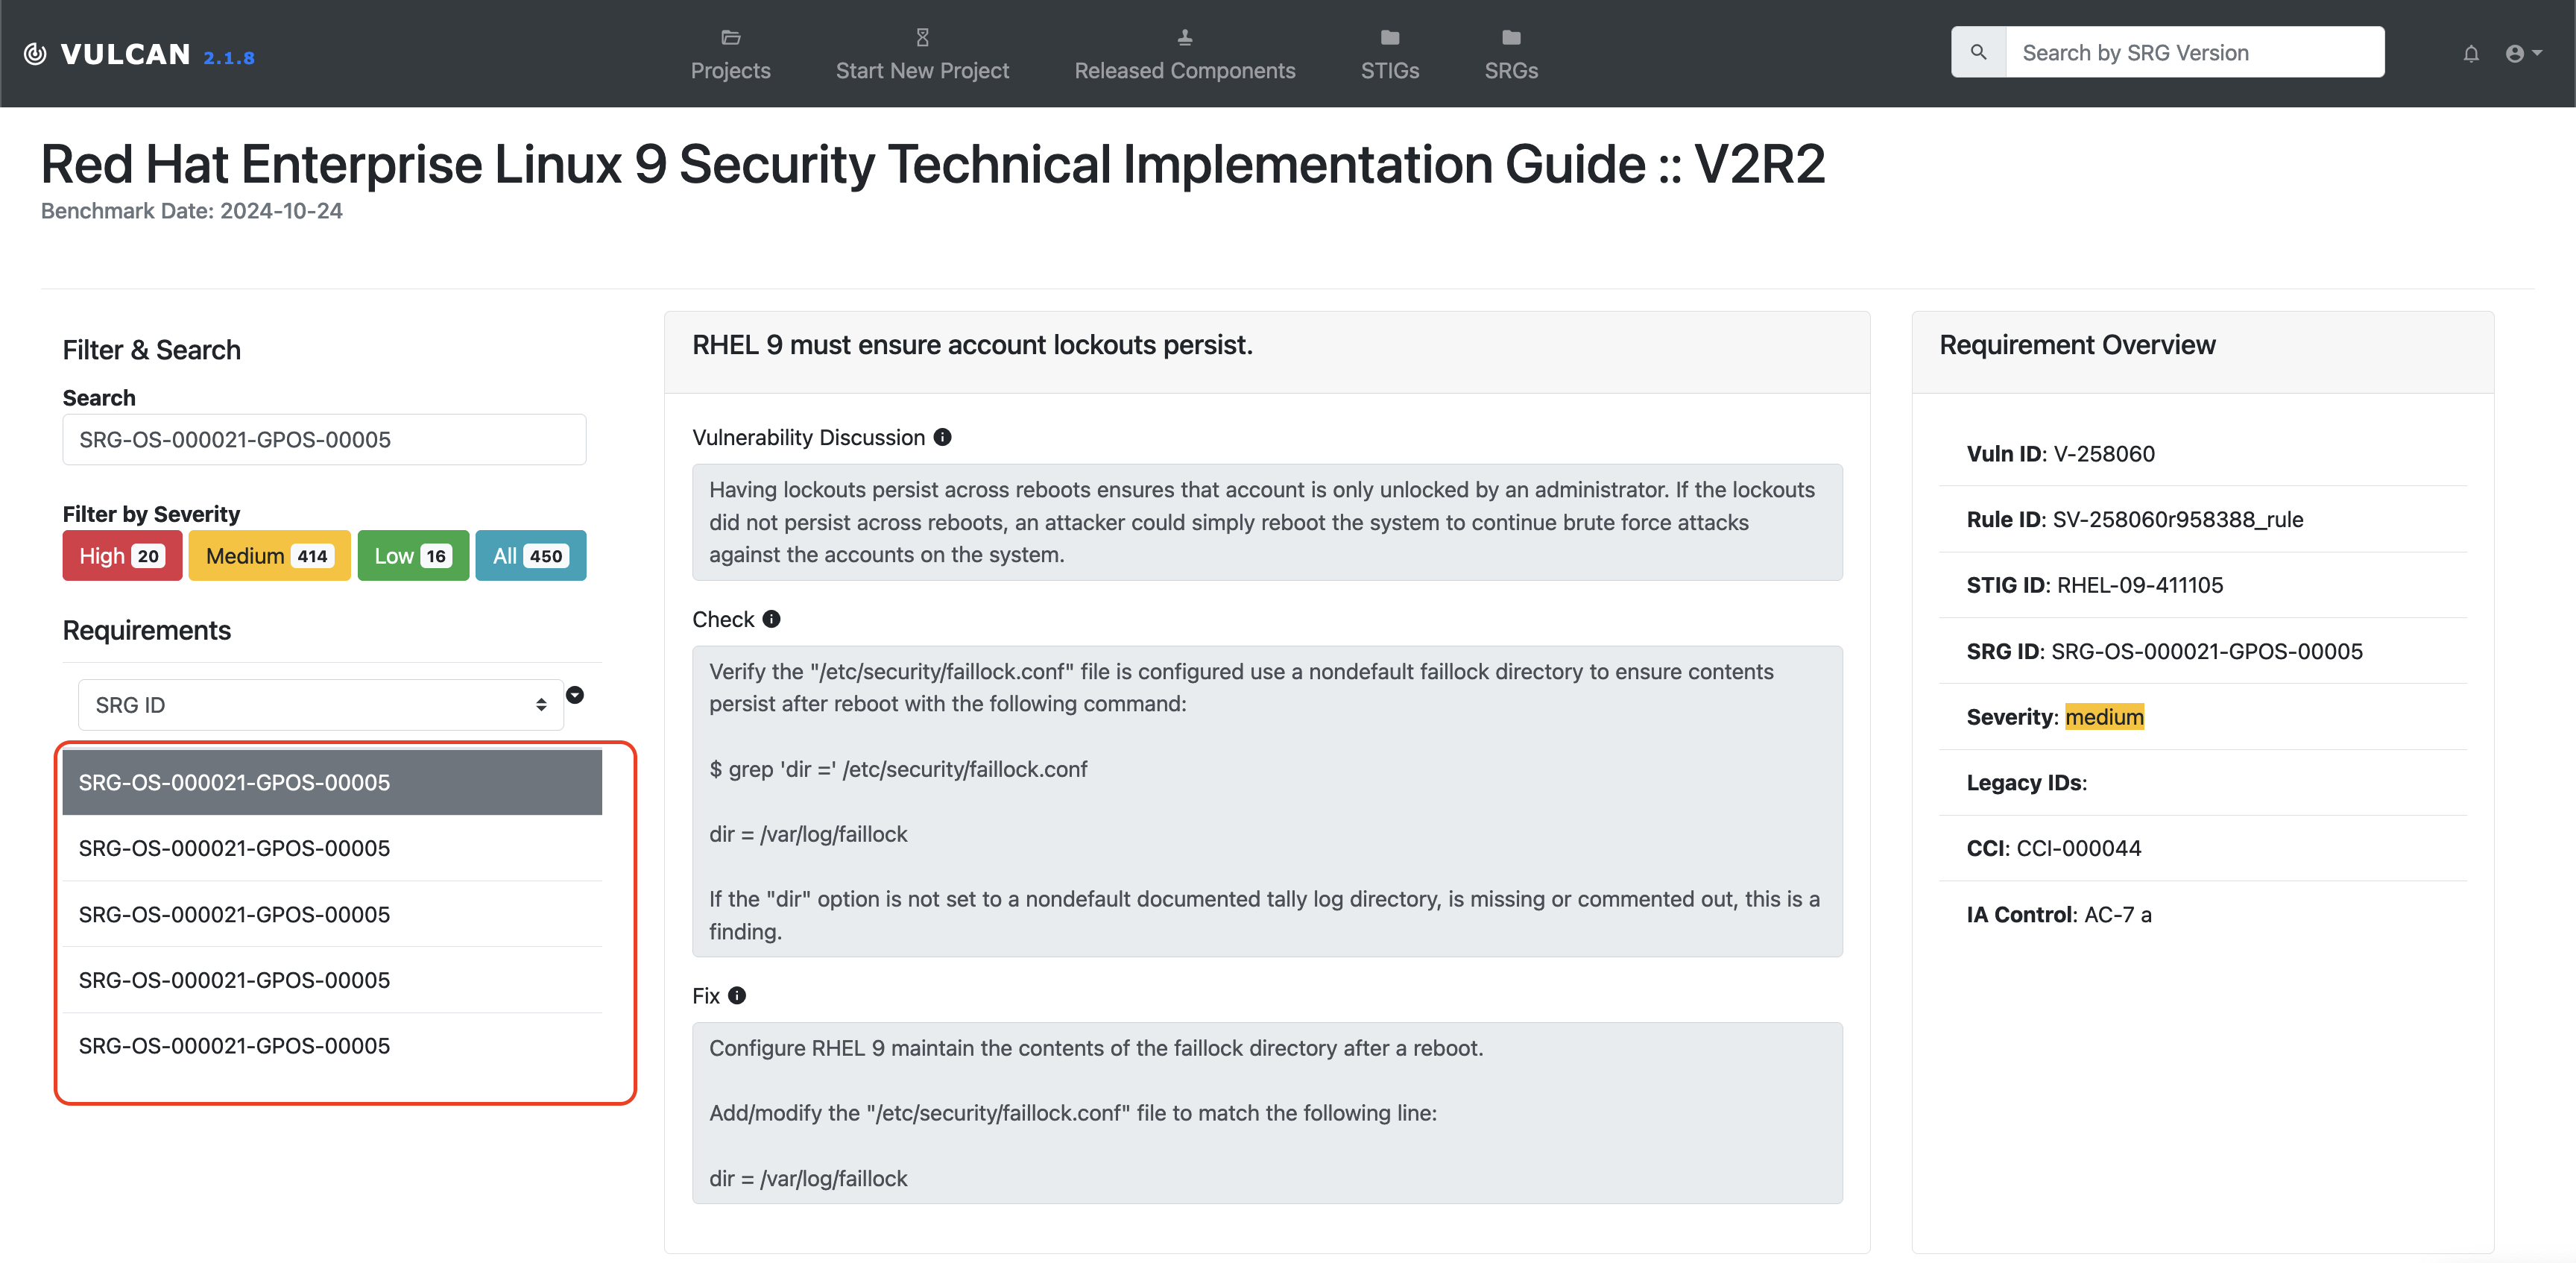 VULCAN 2.1.8
Projects
Start New Project
Released Components
STIGs
SRGs
Search by SRG Version
Red Hat Enterprise Linux 9 Security Technical Implementation Guide :: V2R2
Benchmark Date: 2024-10-24
Filter & Search
Search
SRG-OS-000021-GPOS-00005
Filter by Severity
High 20
Medium 414
Low 16
All 450
Requirements
SRG ID
SRG-OS-000021-GPOS-00005
SRG-OS-000021-GPOS-00005
SRG-OS-000021-GPOS-00005
SRG-OS-000021-GPOS-00005
SRG-OS-000021-GPOS-00005
RHEL 9 must ensure account lockouts persist.
Vulnerability Discussion
Having lockouts persist across reboots ensures that account is only unlocked by an administrator. If the lockouts
did not persist across reboots, an attacker could simply reboot the system to continue brute force attacks
against the accounts on the system.
Check
Verify the "/etc/security/faillock.conf" file is configured use a nondefault faillock directory to ensure contents
persist after reboot with the following command:
$ grep 'dir =' /etc/security/faillock.conf
dir = /var/log/faillock
If the "dir" option is not set to a nondefault documented tally log directory, is missing or commented out, this is a
finding.
Fix
Configure RHEL 9 maintain the contents of the faillock directory after a reboot.
Add/modify the "/etc/security/faillock.conf" file to match the following line:
dir = /var/log/faillock
Requirement Overview
Vuln ID: V-258060
Rule ID: SV-258060r958388_rule
STIG ID: RHEL-09-411105
SRG ID: SRG-OS-000021-GPOS-00005
Severity: medium
Legacy IDs:
CCI: CCI-000044
IA Control: AC-7 a